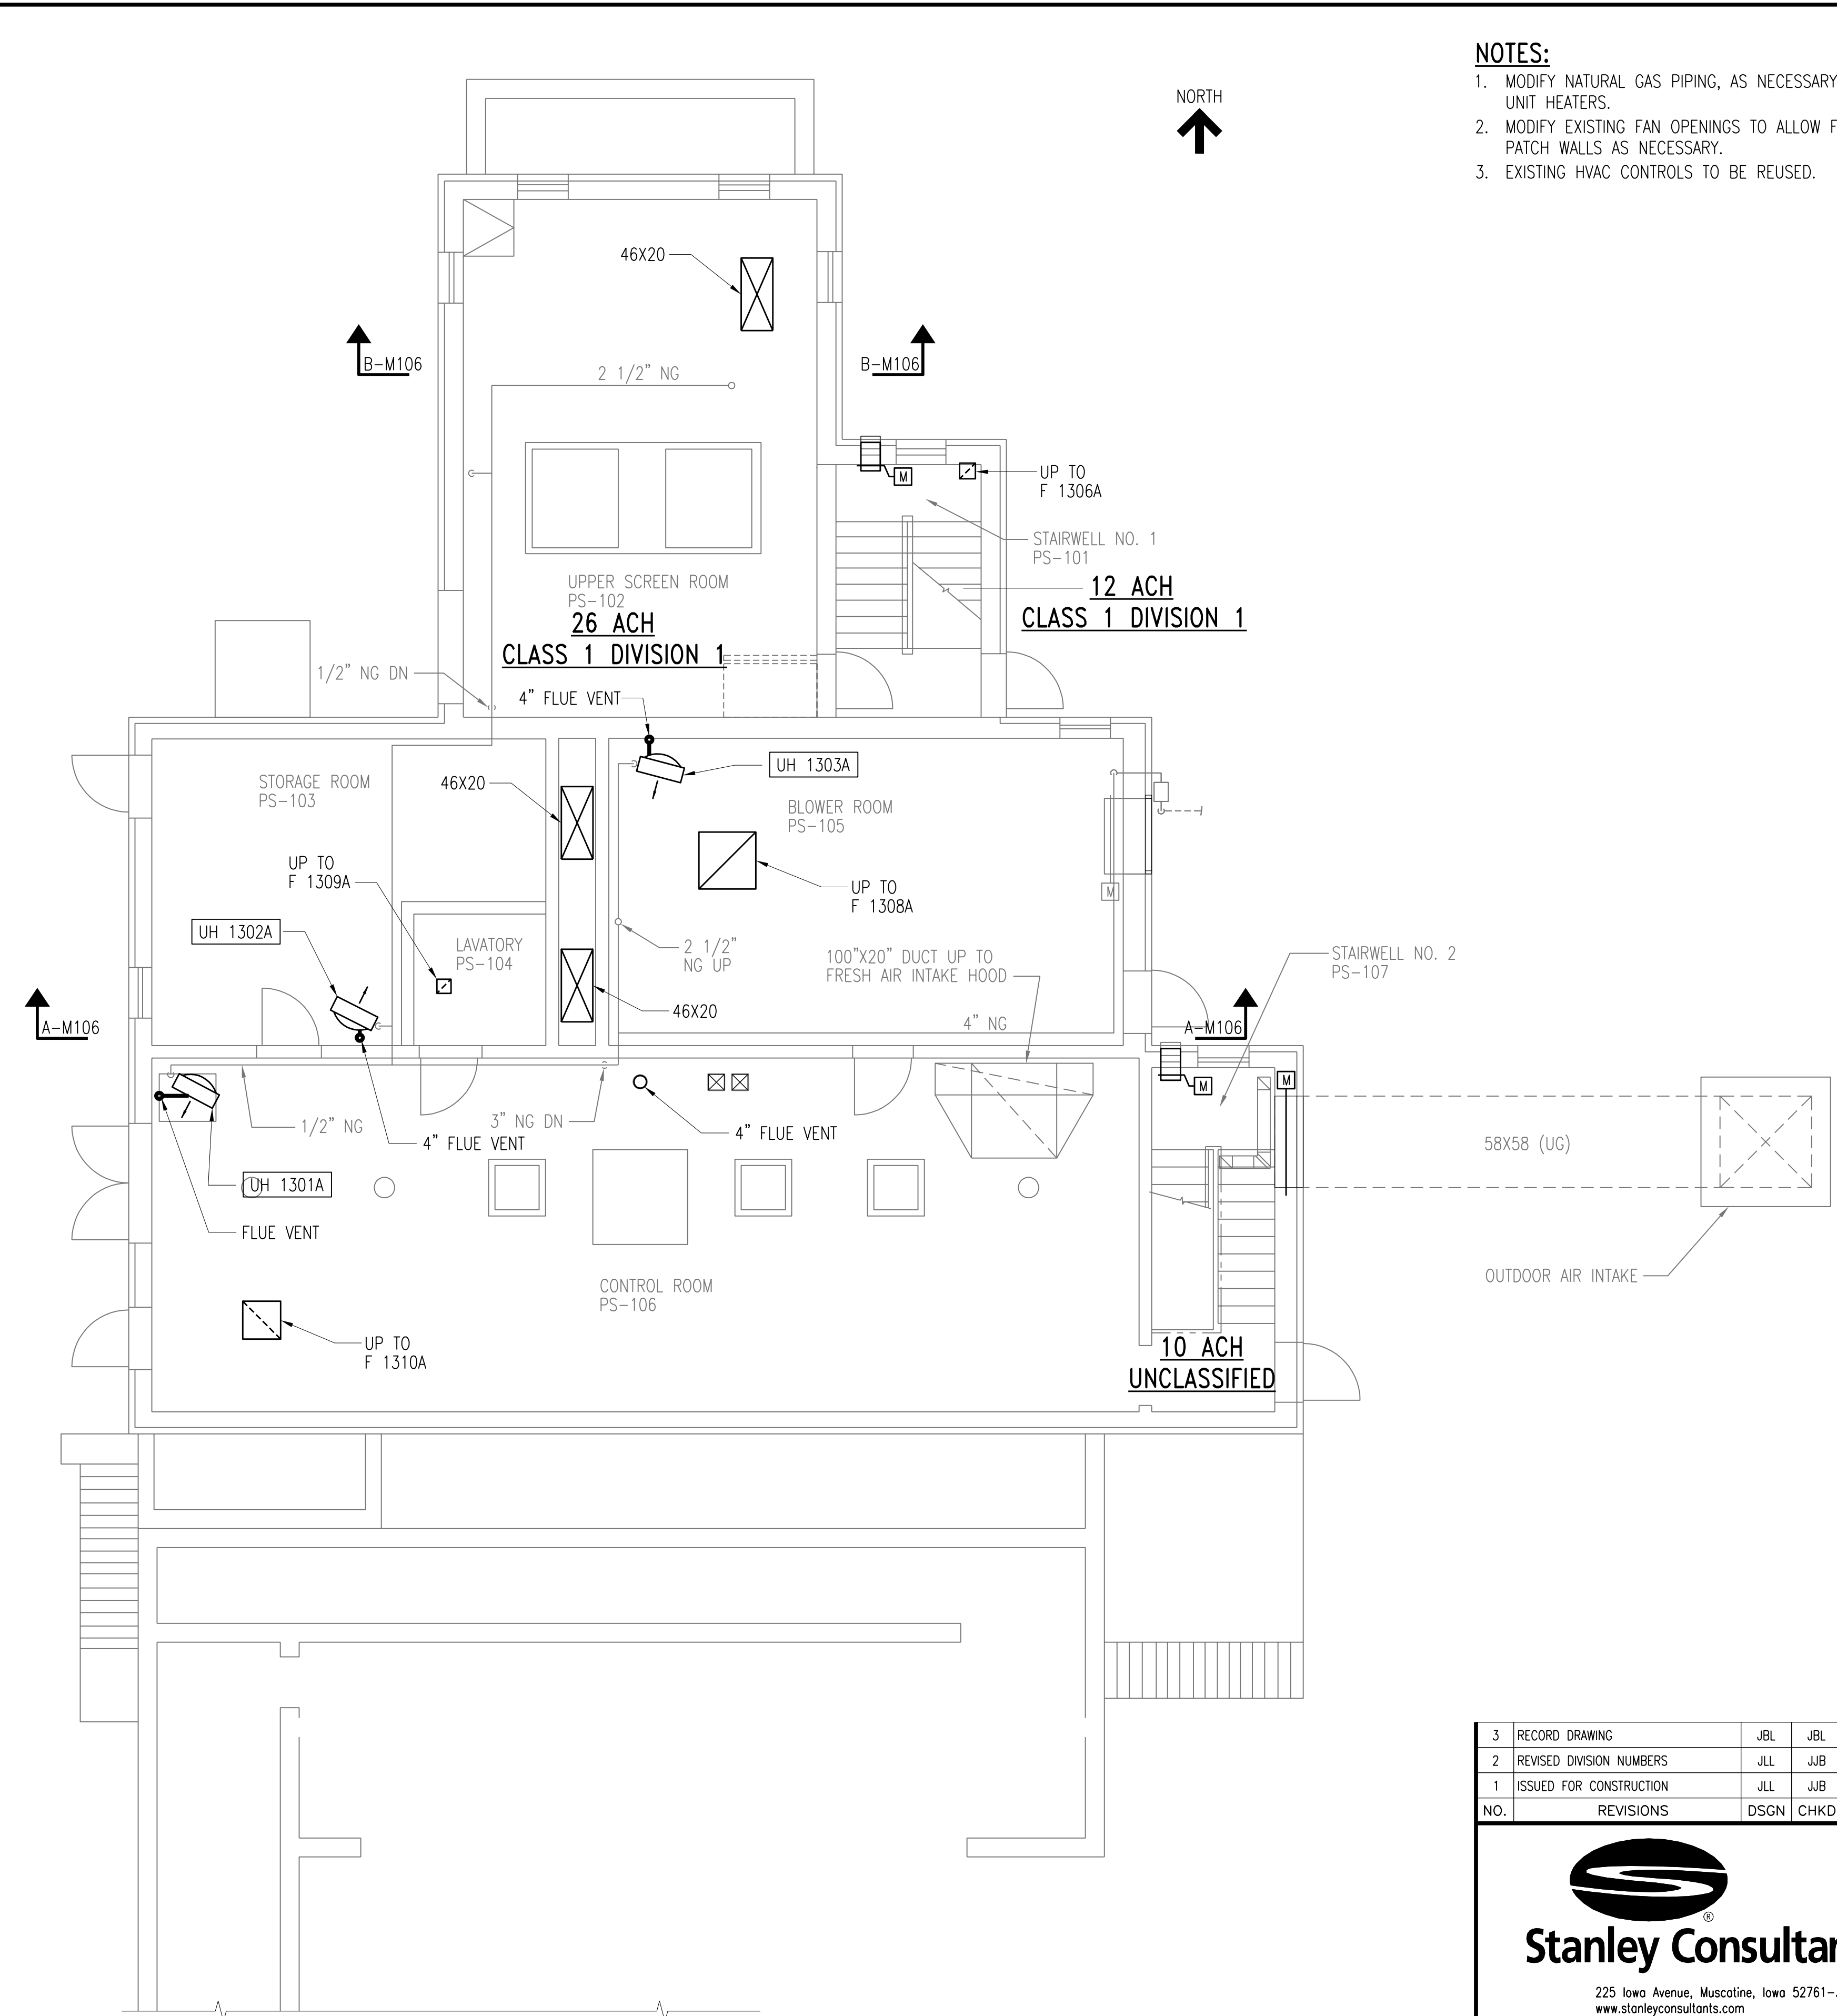 NOTES:
1. MODIFY NATURAL GAS PIPING, AS NECESSARY
UNIT HEATERS.
2. MODIFY EXISTING FAN OPENINGS TO ALLOW
PATCH WALLS AS NECESSARY.
3. EXISTING HVAC CONTROLS TO BE REUSED.
NORTH
46X20
B-M106
B-M106
2 1/2" NG
M
UP TO
F 1306A
STAIRWELL NO. 1
PS-101
12 ACH
CLASS 1 DIVISION 1
UPPER SCREEN ROOM
PS-102
26 ACH
CLASS 1 DIVISION 1
1/2" NG DN
4" FLUE VENT
UH 1303A
STORAGE ROOM
PS-103
46X20
BLOWER ROOM
PS-105
UP TO
F 1309A
UP TO
F 1308A
M
UH 1302A
LAVATORY
PS-104
2 1/2"
NG UP
100"X20" DUCT UP TO
FRESH AIR INTAKE HOOD
STAIRWELL NO. 2
PS-107
46X20
4" NG
A-M106
A-M106
M
M
1/2" NG
3" NG DN
4" FLUE VENT
4" FLUE VENT
58X58 (UG)
UH 1301A
FLUE VENT
OUTDOOR AIR INTAKE
CONTROL ROOM
PS-106
UP TO
F 1310A
10 ACH
UNCLASSIFIED
3 RECORD DRAWING JBL JBL
2 REVISED DIVISION NUMBERS JLL JJB
1 ISSUED FOR CONSTRUCTION JLL JJB
NO. REVISIONS DSGN CHKD
®
Stanley
225 Iowa Avenue, Muscatine, Iowa 52761-
www.stanleyconsultants.com